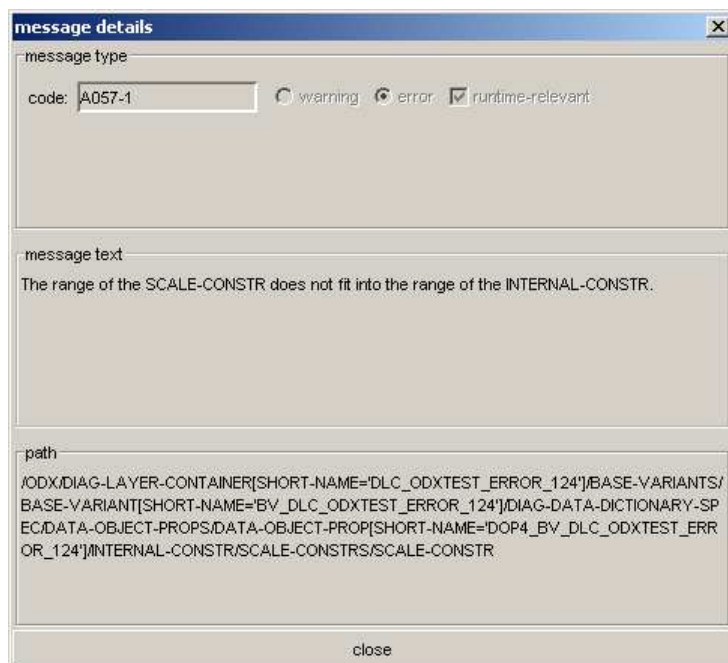 message details
message type
code: A057-1 warning error runtime-relevant
message text
The range of the SCALE-CONSTR does not fit into the range of the INTERNAL-CONSTR.
path
/ODX/DIAG-LAYER-CONTAINER[SHORT-NAME='DLC_ODXTEST_ERROR_124']/BASE-VARIANTS/
BASE-VARIANT[SHORT-NAME='BV_DLC_ODXTEST_ERROR_124']/DIAG-DATA-DICTIONARY-SP
EC/DATA-OBJECT-PROPS/DATA-OBJECT-PROP[SHORT-NAME='DOP4_BV_DLC_ODXTEST_ERR
OR_124']/INTERNAL-CONSTR/SCALE-CONSTRS/SCALE-CONSTR
close